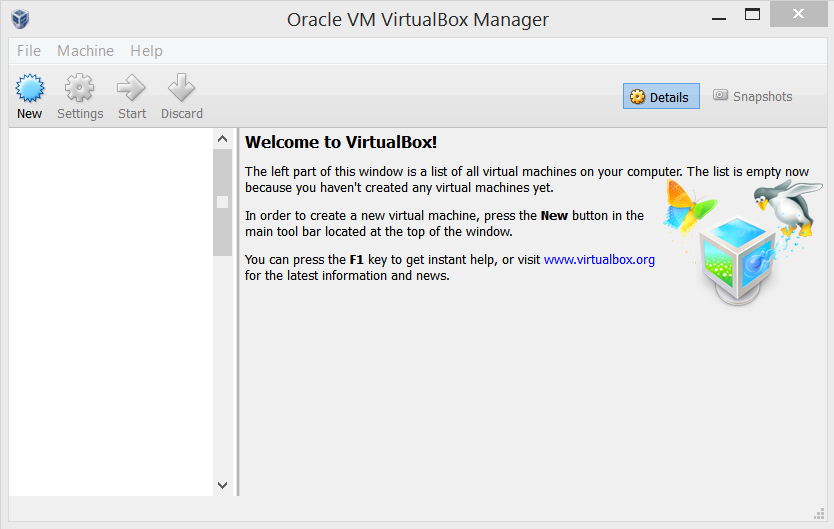 Oracle VM VirtualBox Manager
File Machine Help
New Settings Start Discard Details Snapshots
Welcome to VirtualBox!
The left part of this window is a list of all virtual machines on your computer. The list is empty now
because you haven't created any virtual machines yet.
In order to create a new virtual machine, press the New button in the
main tool bar located at the top of the window.
You can press the F1 key to get instant help, or visit www.virtualbox.org
for the latest information and news.